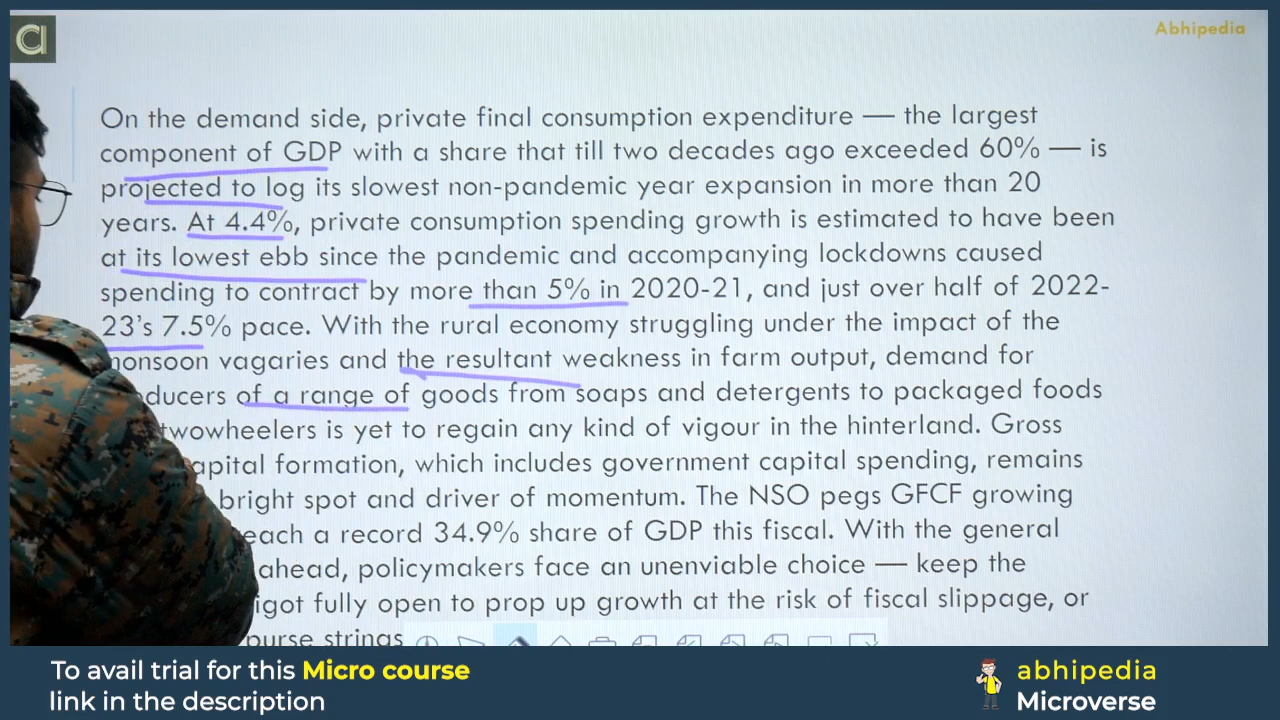 Abhipedia
On the demand side, private final consumption expenditure — the largest
component of GDP with a share that till two decades ago exceeded 60% — is
projected to log its slowest non-pandemic year expansion in more than 20
years. At 4.4%, private consumption spending growth is estimated to have been
at its lowest ebb since the pandemic and accompanying lockdowns caused
spending to contract by more than 5% in 2020-21, and just over half of 2022-
23's 7.5% pace. With the rural economy struggling under the impact of the
monsoon vagaries and the resultant weakness in farm output, demand for
of a range of goods from soaps and detergents to packaged foods
is yet to regain any kind of vigour in the hinterland. Gross
formation, which includes government capital spending, remains
bright spot and driver of momentum. The NSO pegs GFCF growing
a record 34.9% share of GDP this fiscal. With the general
ahead, policymakers face an unenviable choice — keep the
fully open to prop up growth at the risk of fiscal slippage, or
purse strings
To avail trial for this Micro course
link in the description
abhipedia
Microverse